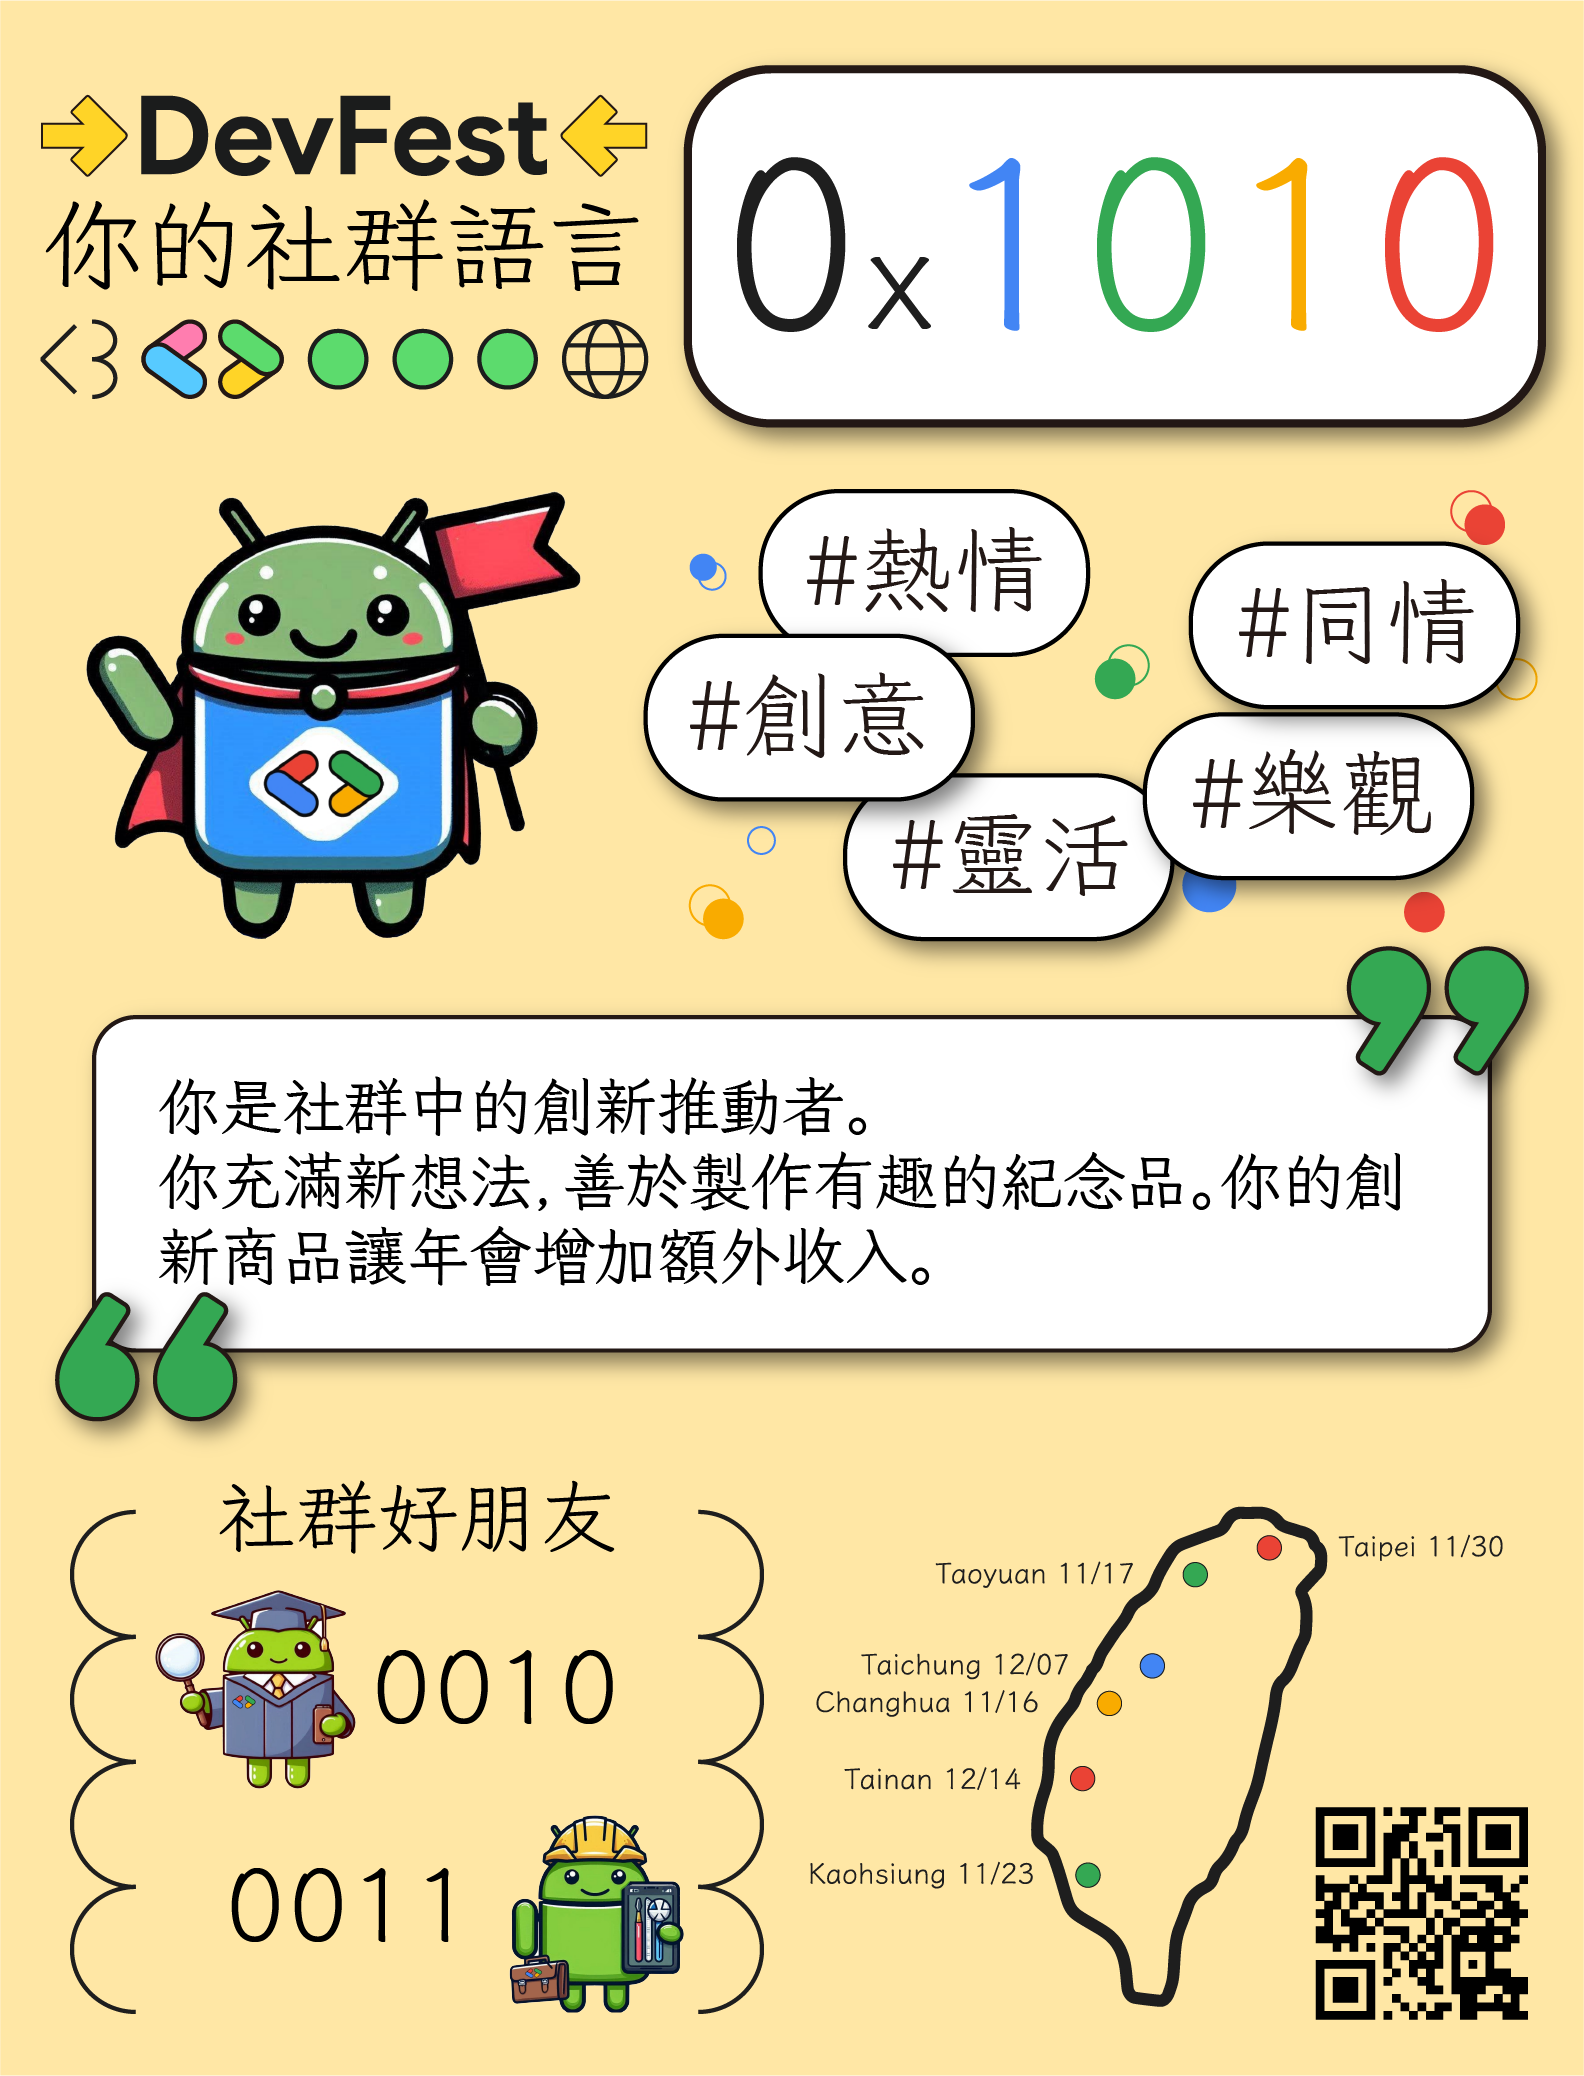 DevFest
你的社群語言
0x1010
#熱情
#同情
#創意
#樂觀
#靈活
你是社群中的創新推動者。
你充滿新想法,善於製作有趣的紀念品。你的創
新商品讓年會增加額外收入。
社群好朋友
0010
0011
Taipei 11/30
Taoyuan 11/17
Taichung 12/07
Changhua 11/16
Tainan 12/14
Kaohsiung 11/23